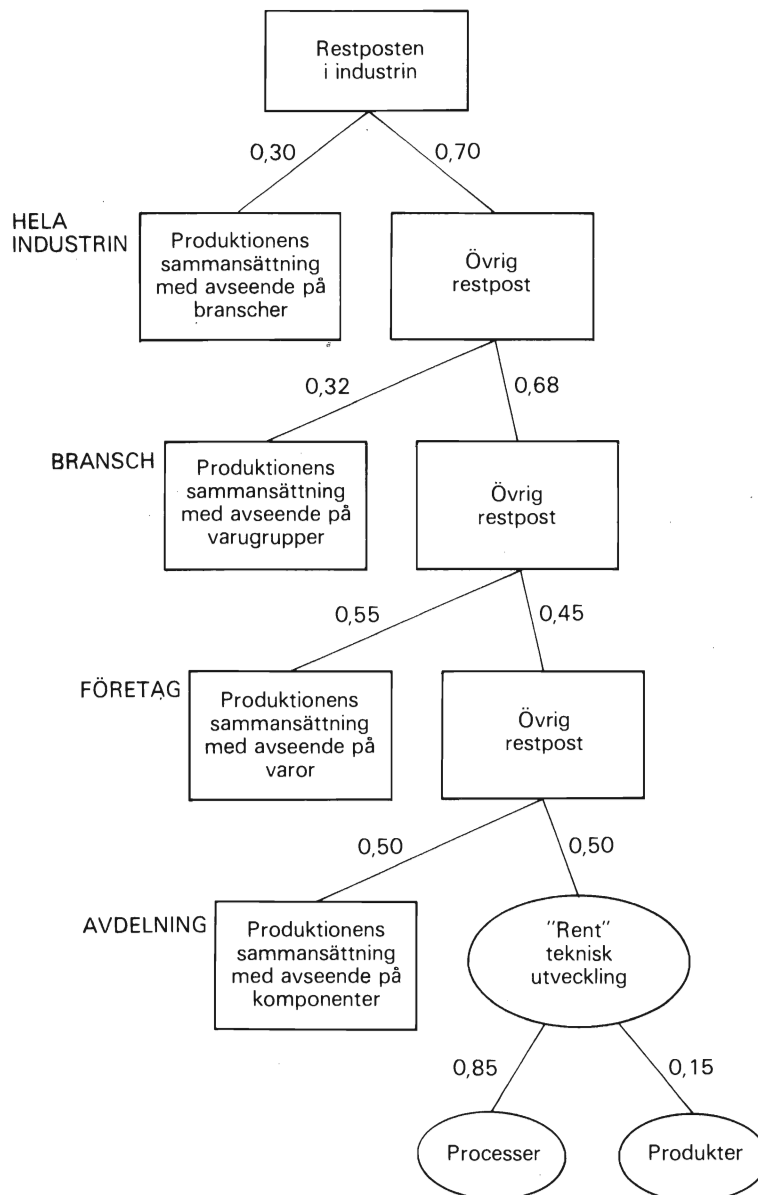 Restposten
i industrin
0,30
0,70
HELA
INDUSTRIN
Produktionens
sammansättning
med avseende på
branscher
Övrig
restpost
0,32
0,68
BRANSCH
Produktionens
sammansättning
med avseende på
varugrupper
Övrig
restpost
0,55
0,45
FÖRETAG
Produktionens
sammansättning
med avseende på
varor
Övrig
restpost
0,50
0,50
AVDELNING
Produktionens
sammansättning
med avseende på
komponenter
"Rent"
teknisk
utveckling
0,85
0,15
Processer
Produkter